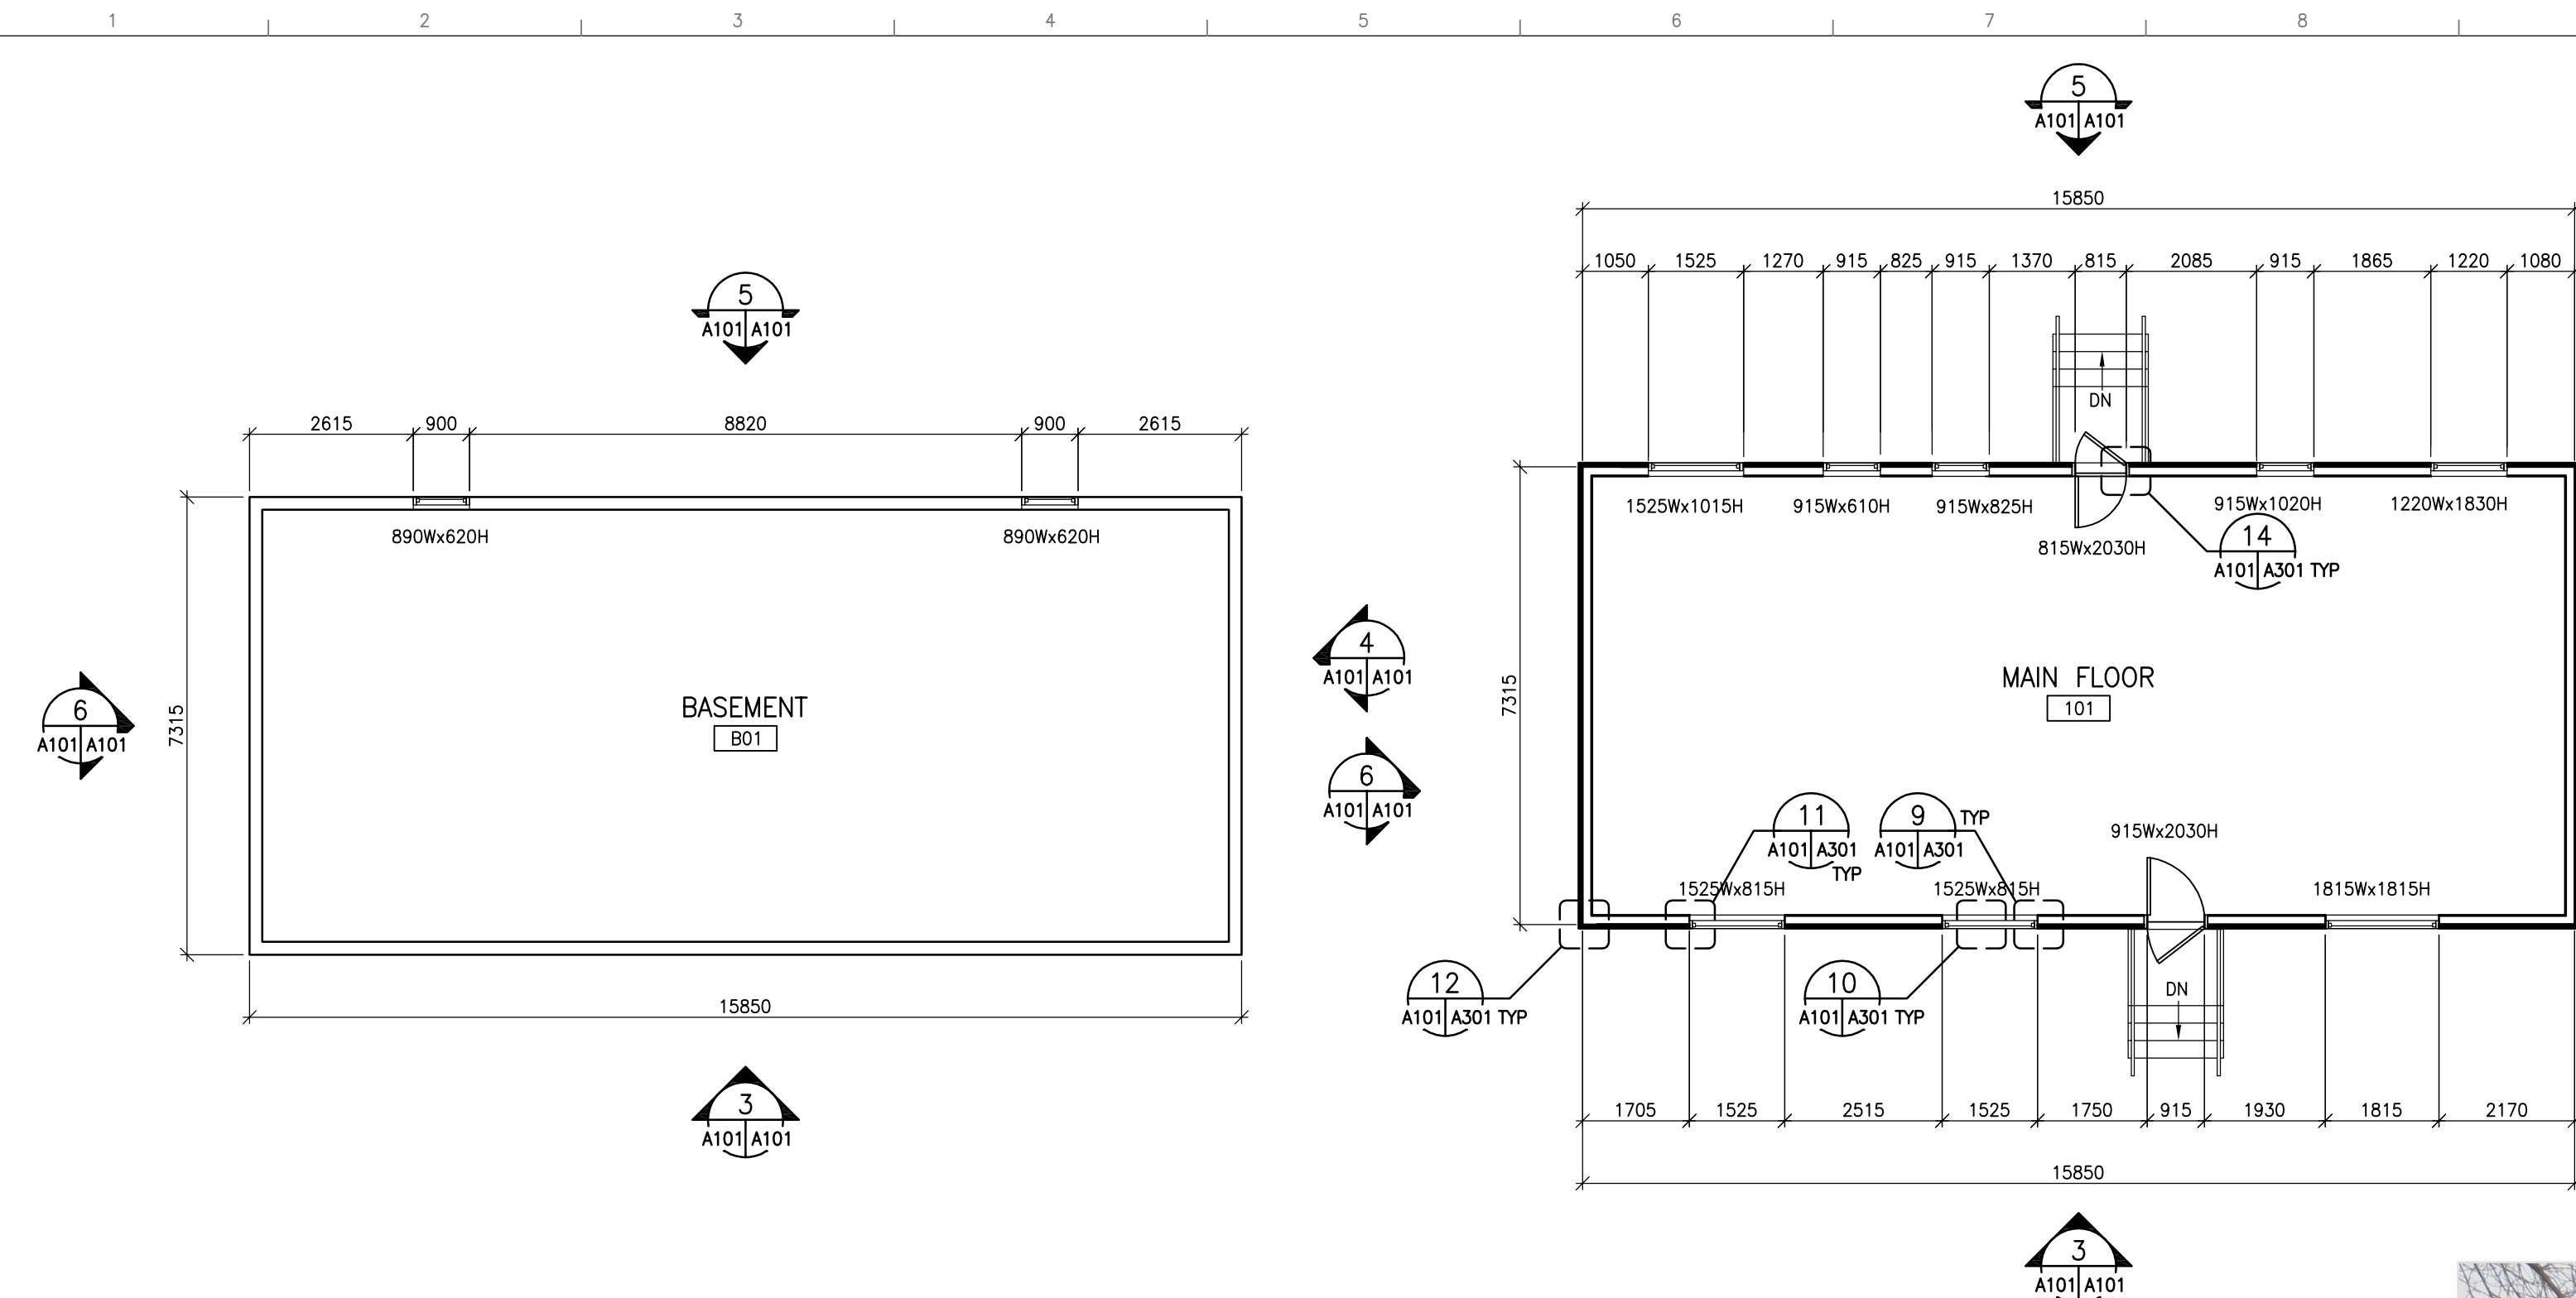 1 2 3 4 5 6 7 8
5
A101 A101
15850
1050 1525 1270 915 825 915 1370 815 2085 915 1865 1220 1080
DN
1525Wx1015H 915Wx610H 915Wx825H 915Wx1020H 1220Wx1830H
815Wx2030H
14
A101 A301 TYP
5
A101 A101
2615 900 8820 900 2615
890Wx620H 890Wx620H
6
A101 A101
7315
BASEMENT
B01
15850
3
A101 A101
4
A101 A101
6
A101 A101
7315
MAIN FLOOR
101
11
A101 A301
TYP
9 TYP
A101 A301
915Wx2030H
1525Wx815H 1525Wx815H 1815Wx1815H
12
A101 A301 TYP
10
A101 A301 TYP
DN
1705 1525 2515 1525 1750 915 1930 1815 2170
15850
3
A101 A101